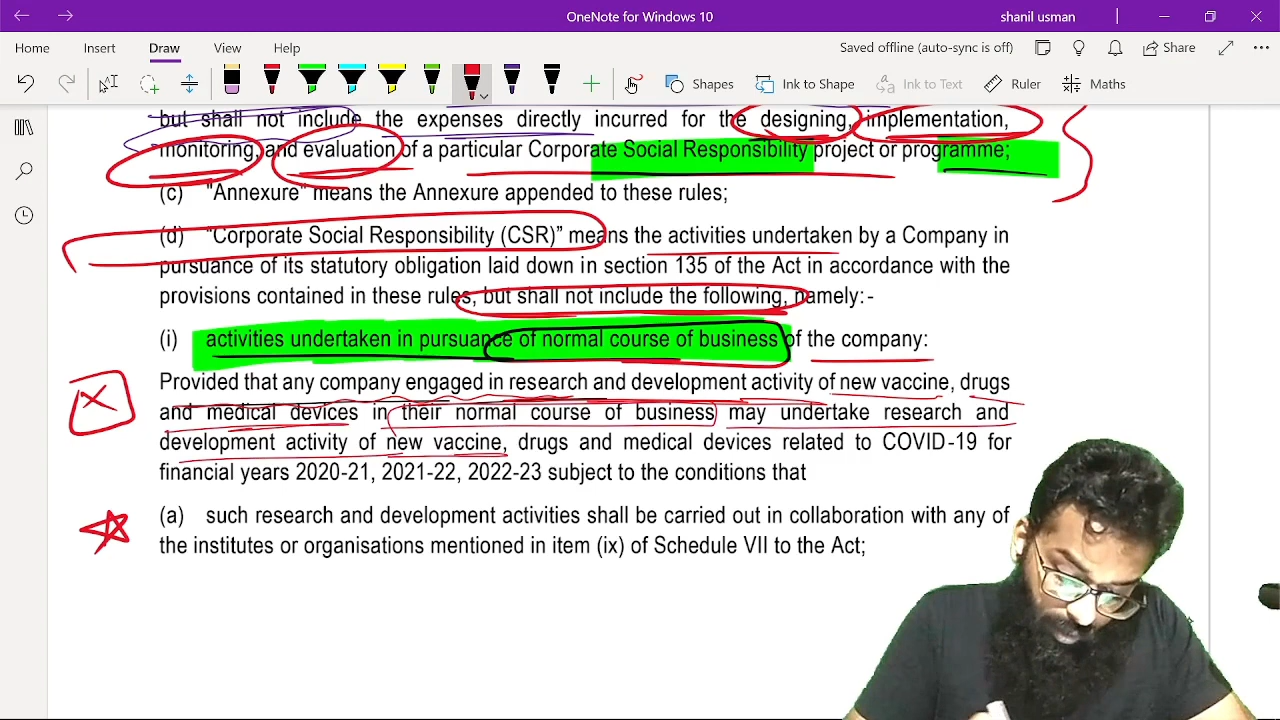 OneNote for Windows 10
shanil usman
Home Insert Draw View Help
Saved offline (auto-sync is off) Share
Shapes Ink to Shape Ink to Text Ruler Maths
but shall not include the expenses directly incurred for the designing, implementation,
monitoring, and evaluation of a particular Corporate Social Responsibility project or programme;
(c) "Annexure" means the Annexure appended to these rules;
(d) "Corporate Social Responsibility (CSR)" means the activities undertaken by a Company in
pursuance of its statutory obligation laid down in section 135 of the Act in accordance with the
provisions contained in these rules, but shall not include the following, namely:-
(i) activities undertaken in pursuance of normal course of business of the company:
Provided that any company engaged in research and development activity of new vaccine, drugs
and medical devices in their normal course of business may undertake research and
development activity of new vaccine, drugs and medical devices related to COVID-19 for
financial years 2020-21, 2021-22, 2022-23 subject to the conditions that
(a) such research and development activities shall be carried out in collaboration with any of
the institutes or organisations mentioned in item (ix) of Schedule VII to the Act;